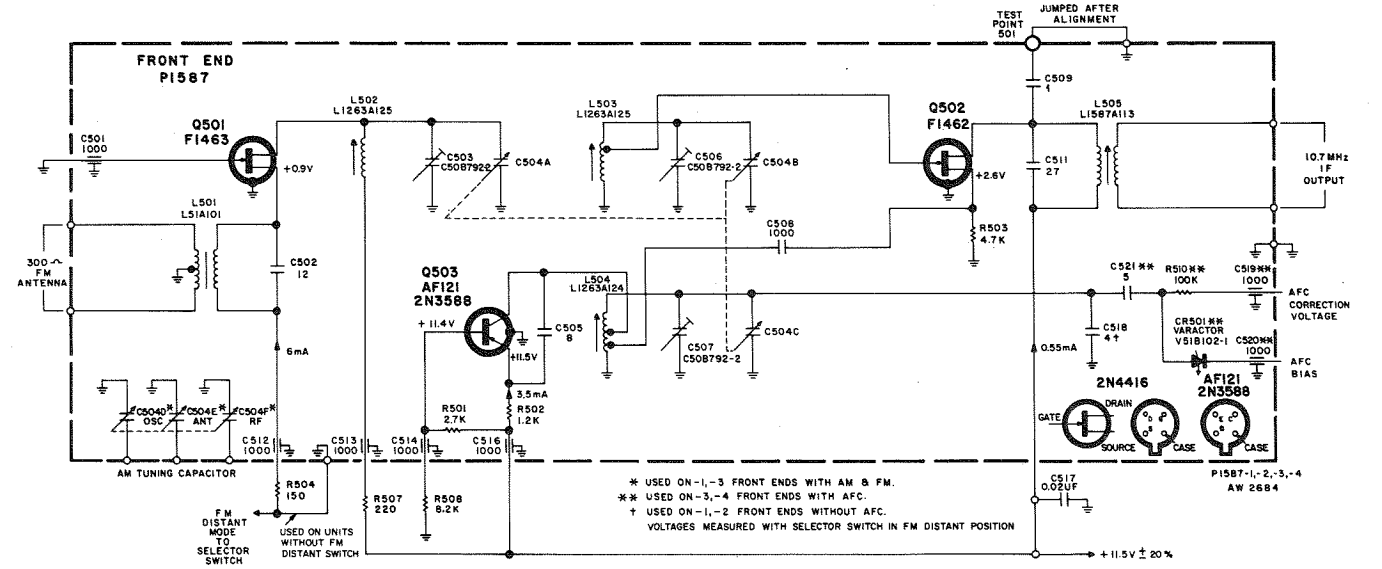 JUMPED AFTER
ALIGNMENT
TEST
POINT
501
FRONT END
P1587
C509
1
L502
L1263A125
L503
L1263A125
Q502
F1462
L505
L1587A113
Q501
F1463
C501
1000
C503
C50B792-2
C504A
C506
C50B792-2
C504B
C511
27
10.7 MHz
IF
OUTPUT
+0.9V
+2.6V
L501
L51A101
C508
1000
R503
4.7K
300 ~
FM
ANTENNA
C502
12
Q503
AF121
2N3588
L504
L1263A124
C521 **
5
R510**
100K
C519**
1000
AFC
CORRECTION
VOLTAGE
+ 11.4V
C505
8
+11.5V
C507
C50B792-2
C504C
C518
4†
CR501**
VARACTOR
V51B102-1
C520**
1000
AFC
BIAS
6mA
0.55mA
3.5mA
2N4416
AF121
2N3588
DRAIN
GATE
SOURCE
CASE
CASE
C504D*
OSC
C504E*
ANT
C504F*
RF
R501
2.7K
R502
1.2K
C512
1000
C513
1000
C514
1000
C516
1000
AM TUNING CAPACITOR
P1587-1,-2,-3,-4
AW 2684
R504
150
R507
220
R508
8.2K
C517
0.02UF
* USED ON -1,-3 FRONT ENDS WITH AM & FM.
** USED ON -3,-4 FRONT ENDS WITH AFC.
† USED ON -1,-2 FRONT ENDS WITHOUT AFC.
VOLTAGES MEASURED WITH SELECTOR SWITCH IN FM DISTANT POSITION
FM
DISTANT
MODE
TO
SELECTOR
SWITCH
USED ON UNITS
WITHOUT FM
DISTANT SWITCH
+ 11.5V ± 20%